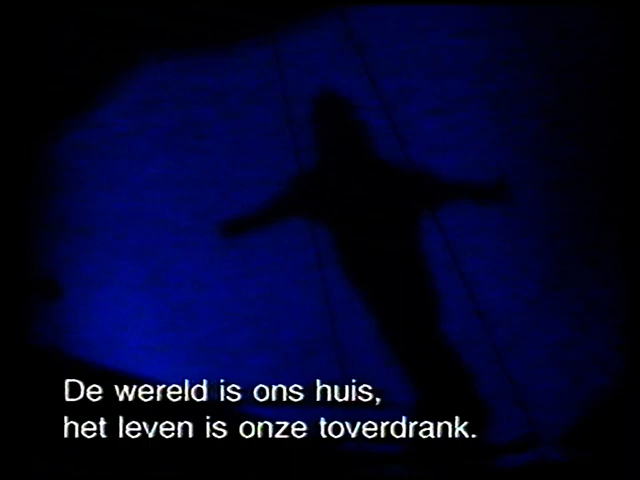 De wereld is ons huis,
het leven is onze toverdrank.